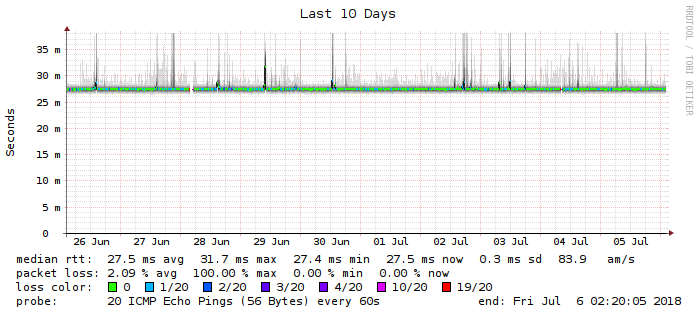 Last 10 Days
RRDTOOL / TOBI OETIKER
Seconds
35 m
30 m
25 m
20 m
15 m
10 m
5 m
0
26 Jun 27 Jun 28 Jun 29 Jun 30 Jun 01 Jul 02 Jul 03 Jul 04 Jul 05 Jul
median rtt: 27.5 ms avg 31.7 ms max 27.4 ms min 27.5 ms now 0.3 ms sd 83.9 am/s
packet loss: 2.09 % avg 100.00 % max 0.00 % min 0.00 % now
loss color: 0 1/20 2/20 3/20 4/20 10/20 19/20
probe: 20 ICMP Echo Pings (56 Bytes) every 60s end: Fri Jul 6 02:20:05 2018